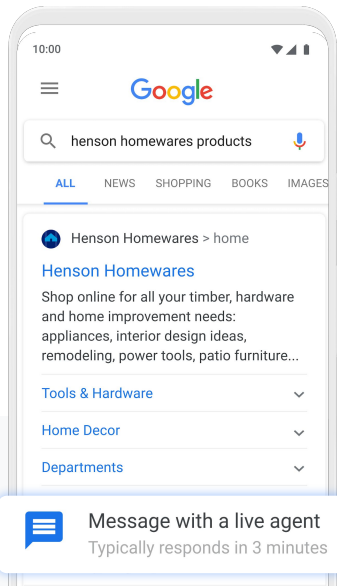 10:00
Google
henson homewares products
ALL NEWS SHOPPING BOOKS IMAGES
Henson Homewares > home
Henson Homewares
Shop online for all your timber, hardware
and home improvement needs:
appliances, interior design ideas,
remodeling, power tools, patio furniture...
Tools & Hardware
Home Decor
Departments
Message with a live agent
Typically responds in 3 minutes